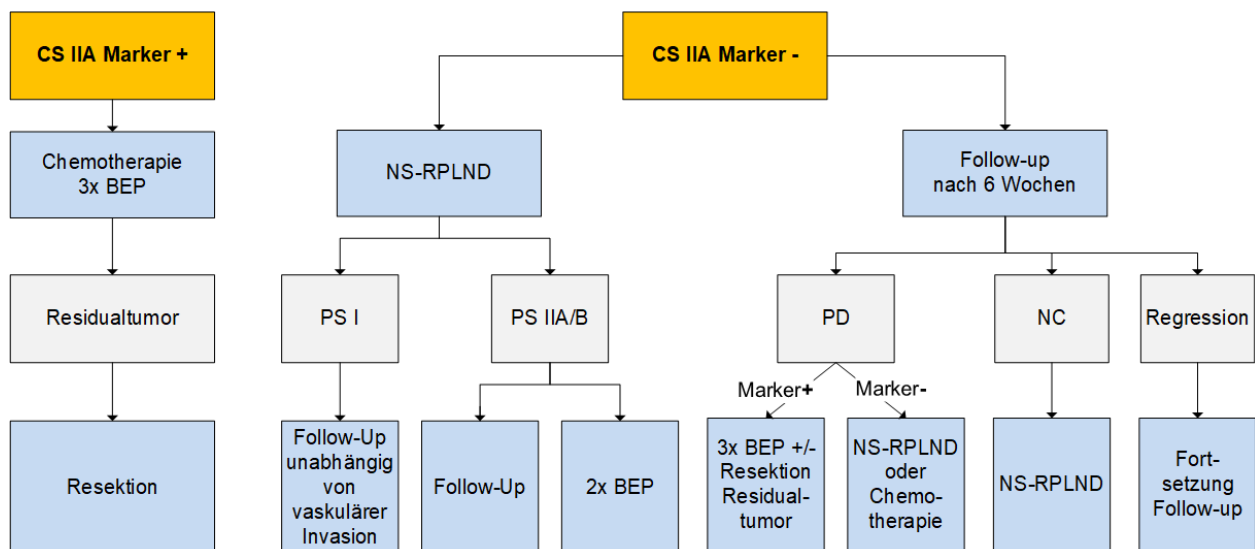 CS IIA Marker +
CS IIA Marker -
Chemotherapie
3x BEP
NS-RPLND
Follow-up
nach 6 Wochen
Residualtumor
PS I
PS IIA/B
PD
NC
Regression
Marker+
Marker-
Resektion
Follow-Up
unabhängig
von
vaskulärer
Invasion
Follow-Up
2x BEP
3x BEP +/-
Resektion
Residual-
tumor
NS-RPLND
oder
Chemo-
therapie
NS-RPLND
Fort-
setzung
Follow-up